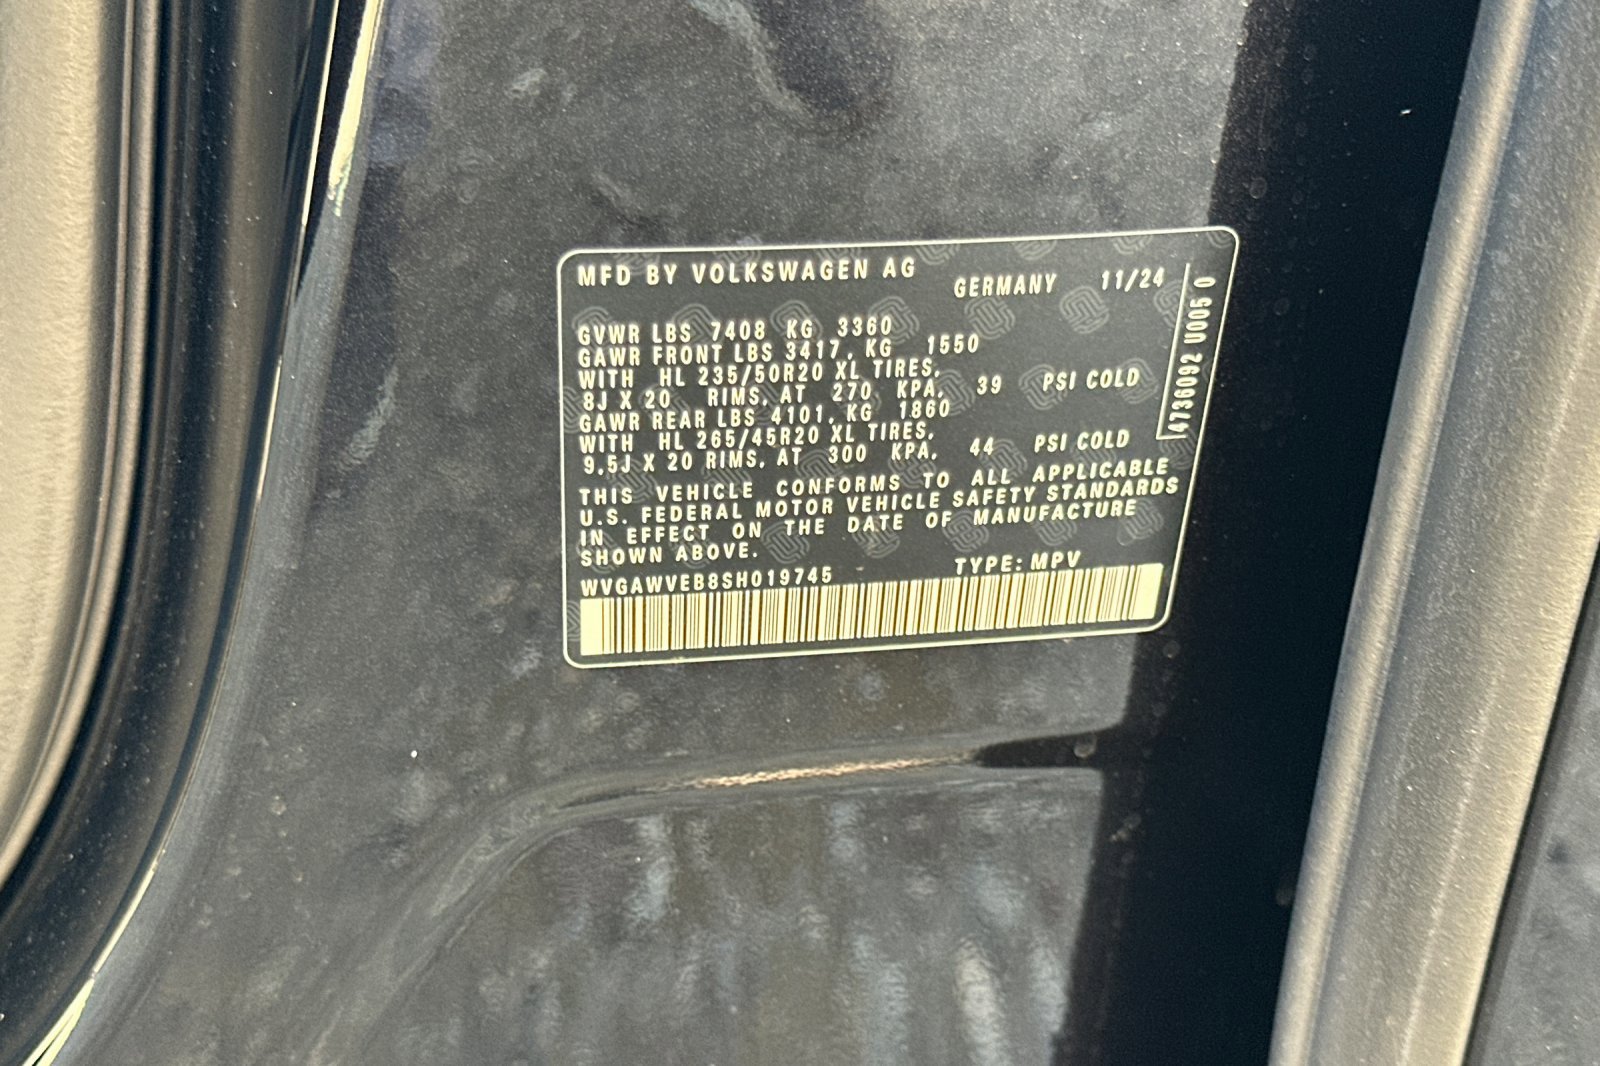 MFD BY VOLKSWAGEN AG
GERMANY 11/24
GVWR LBS 7408 KG 3360
GAWR FRONT LBS 3417, KG 1550
WITH HL 235/50R20 XL TIRES,
8J X 20 RIMS, AT 270 KPA, 39 PSI COLD
GAWR REAR LBS 4101, KG 1860
WITH HL 265/45R20 XL TIRES,
9,5J X 20 RIMS, AT 300 KPA, 44 PSI COLD
THIS VEHICLE CONFORMS TO ALL APPLICABLE
U.S. FEDERAL MOTOR VEHICLE SAFETY STANDARDS
IN EFFECT ON THE DATE OF MANUFACTURE
SHOWN ABOVE.
WVGAWVEB8SH019745 TYPE: MPV
4736092 U005 0